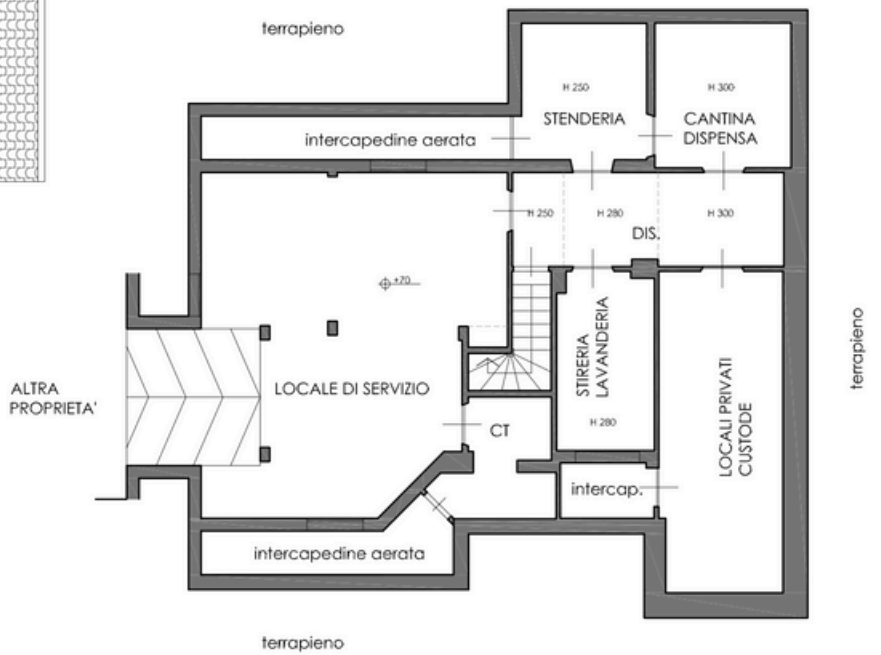 terrapieno
H 250
H 300
STENDERIA
CANTINA
DISPENSA
intercapedine aerata
H 250
H 280
H 300
DIS.
+70
terrapieno
STIRERIA
LAVANDERIA
ALTRA
PROPRIETA'
LOCALE DI SERVIZIO
LOCALI PRIVATI
CUSTODE
H 280
CT
intercap.
intercapedine aerata
terrapieno